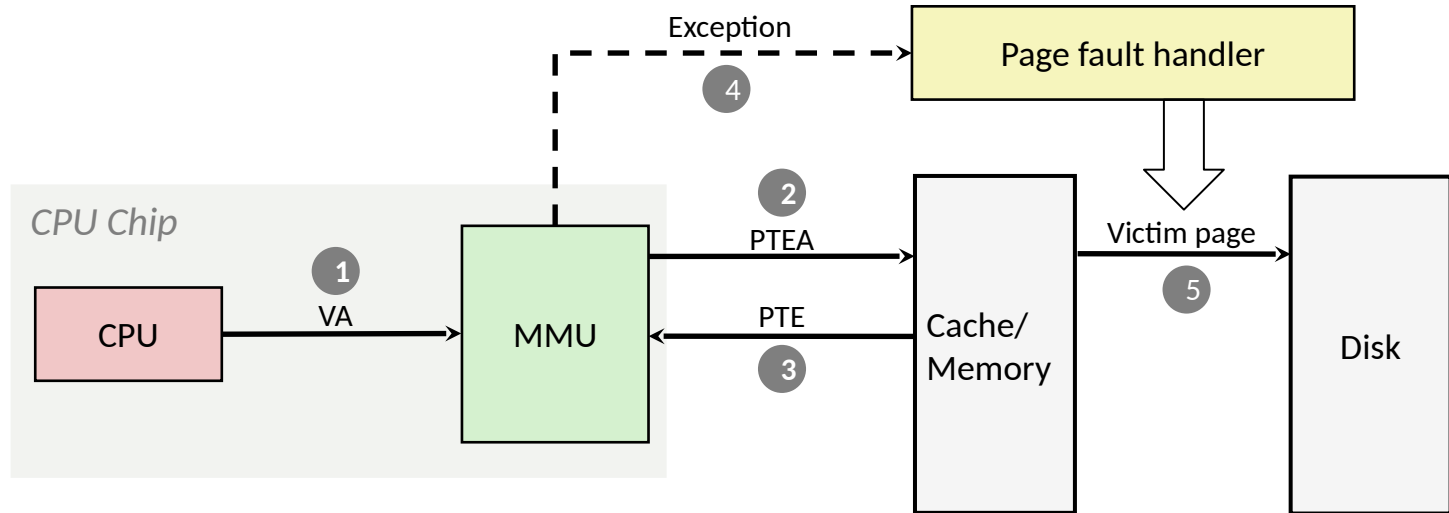 Exception
Page fault handler
4
2
CPU Chip
Victim page
PTEA
1
5
VA
PTE
Cache/
Memory
CPU
MMU
Disk
3